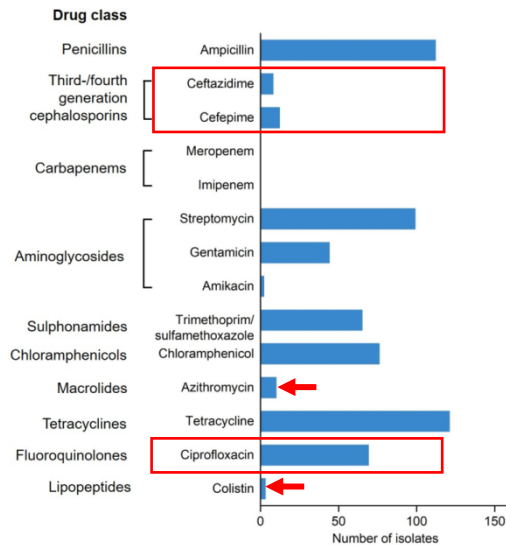 Drug class
Penicillins Ampicillin
Third-/fourth
generation
cephalosporins
Ceftazidime
Cefepime
Carbapenems
Meropenem
Imipenem
Aminoglycosides
Streptomycin
Gentamicin
Amikacin
Sulphonamides
Trimethoprim/
sulfamethoxazole
Chloramphenicols Chloramphenicol
Macrolides Azithromycin
Tetracyclines Tetracycline
Fluoroquinolones Ciprofloxacin
Lipopeptides Colistin
0 50 100 150
Number of isolates